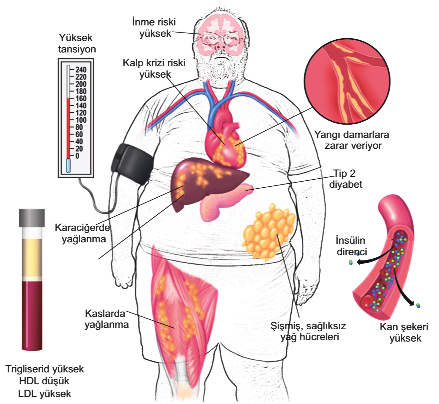 İnme riski
yüksek
Yüksek
tansiyon
Kalp krizi riski
yüksek
240
220
200
180
160
140
120
100
80
60
40
20
0
Yangı damarlara
zarar veriyor
Tip 2
diyabet
Karaciğerde
yağlanma
İnsülin
direnci
Kaslarda
yağlanma
Şişmiş, sağlıksız
yağ hücreleri
Kan şekeri
yüksek
Trigliserid yüksek
HDL düşük
LDL yüksek